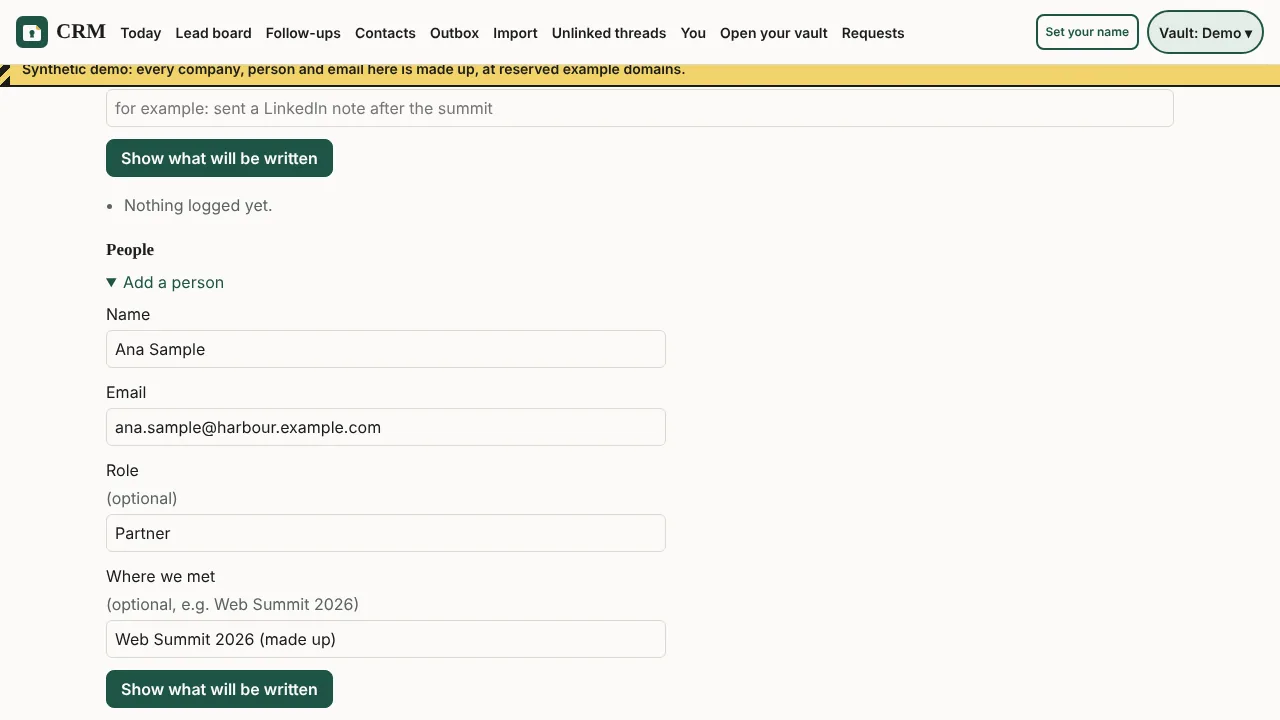 CRM Today Lead board Follow-ups Contacts Outbox Import Unlinked threads You Open your vault Requests Set your name Vault: Demo ▾
Synthetic demo: every company, person and email here is made up, at reserved example domains.
for example: sent a LinkedIn note after the summit
Show what will be written
• Nothing logged yet.
People
▼ Add a person
Name
Ana Sample
Email
ana.sample@harbour.example.com
Role
(optional)
Partner
Where we met
(optional, e.g. Web Summit 2026)
Web Summit 2026 (made up)
Show what will be written